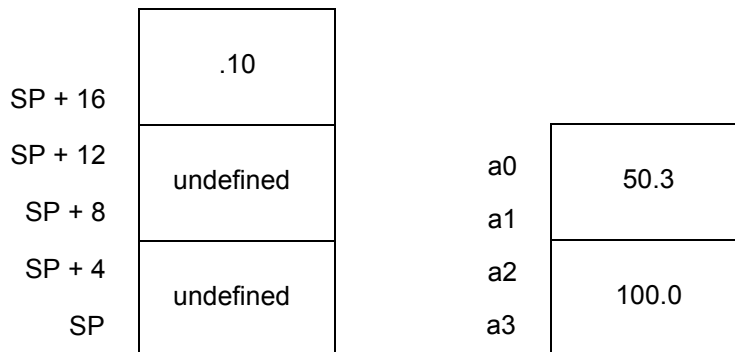 .10
SP + 16
SP + 12
undefined
SP + 8
SP + 4
undefined
SP
a0
50.3
a1
a2
100.0
a3